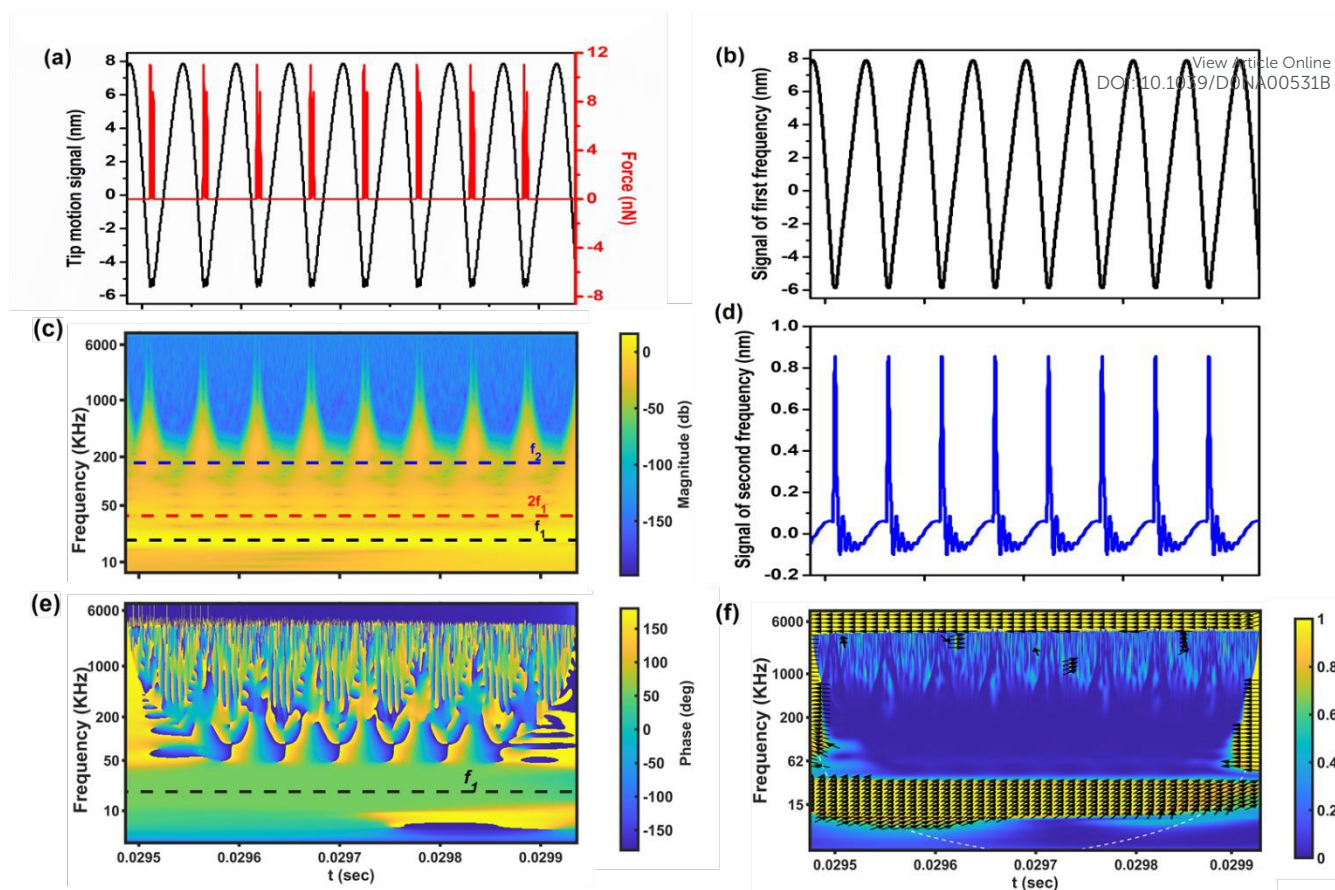 (a)
8
6
4
2
0
-2
-4
-6
Tip motion signal (nm)
12
8
4
0
-4
-8
Force (nN)
(b)
View Article Online
DOI: 10.1039/D0NA00531B
8
6
4
2
0
-2
-4
-6
Signal of first frequency (nm)
(c)
6000
1000
200
50
10
Frequency (KHz)
f2
2f1
f1
0
-50
-100
-150
Magnitude (db)
(d)
1.0
0.8
0.6
0.4
0.2
0.0
-0.2
Signal of second frequency (nm)
(e)
6000
1000
200
50
10
Frequency (KHz)
f1
150
100
50
0
-50
-100
-150
Phase (deg)
0.0295 0.0296 0.0297 0.0298 0.0299
t (sec)
(f)
6000
1000
200
62
15
Frequency (KHz)
1
0.8
0.6
0.4
0.2
0
0.0295 0.0296 0.0297 0.0298 0.0299
t (sec)